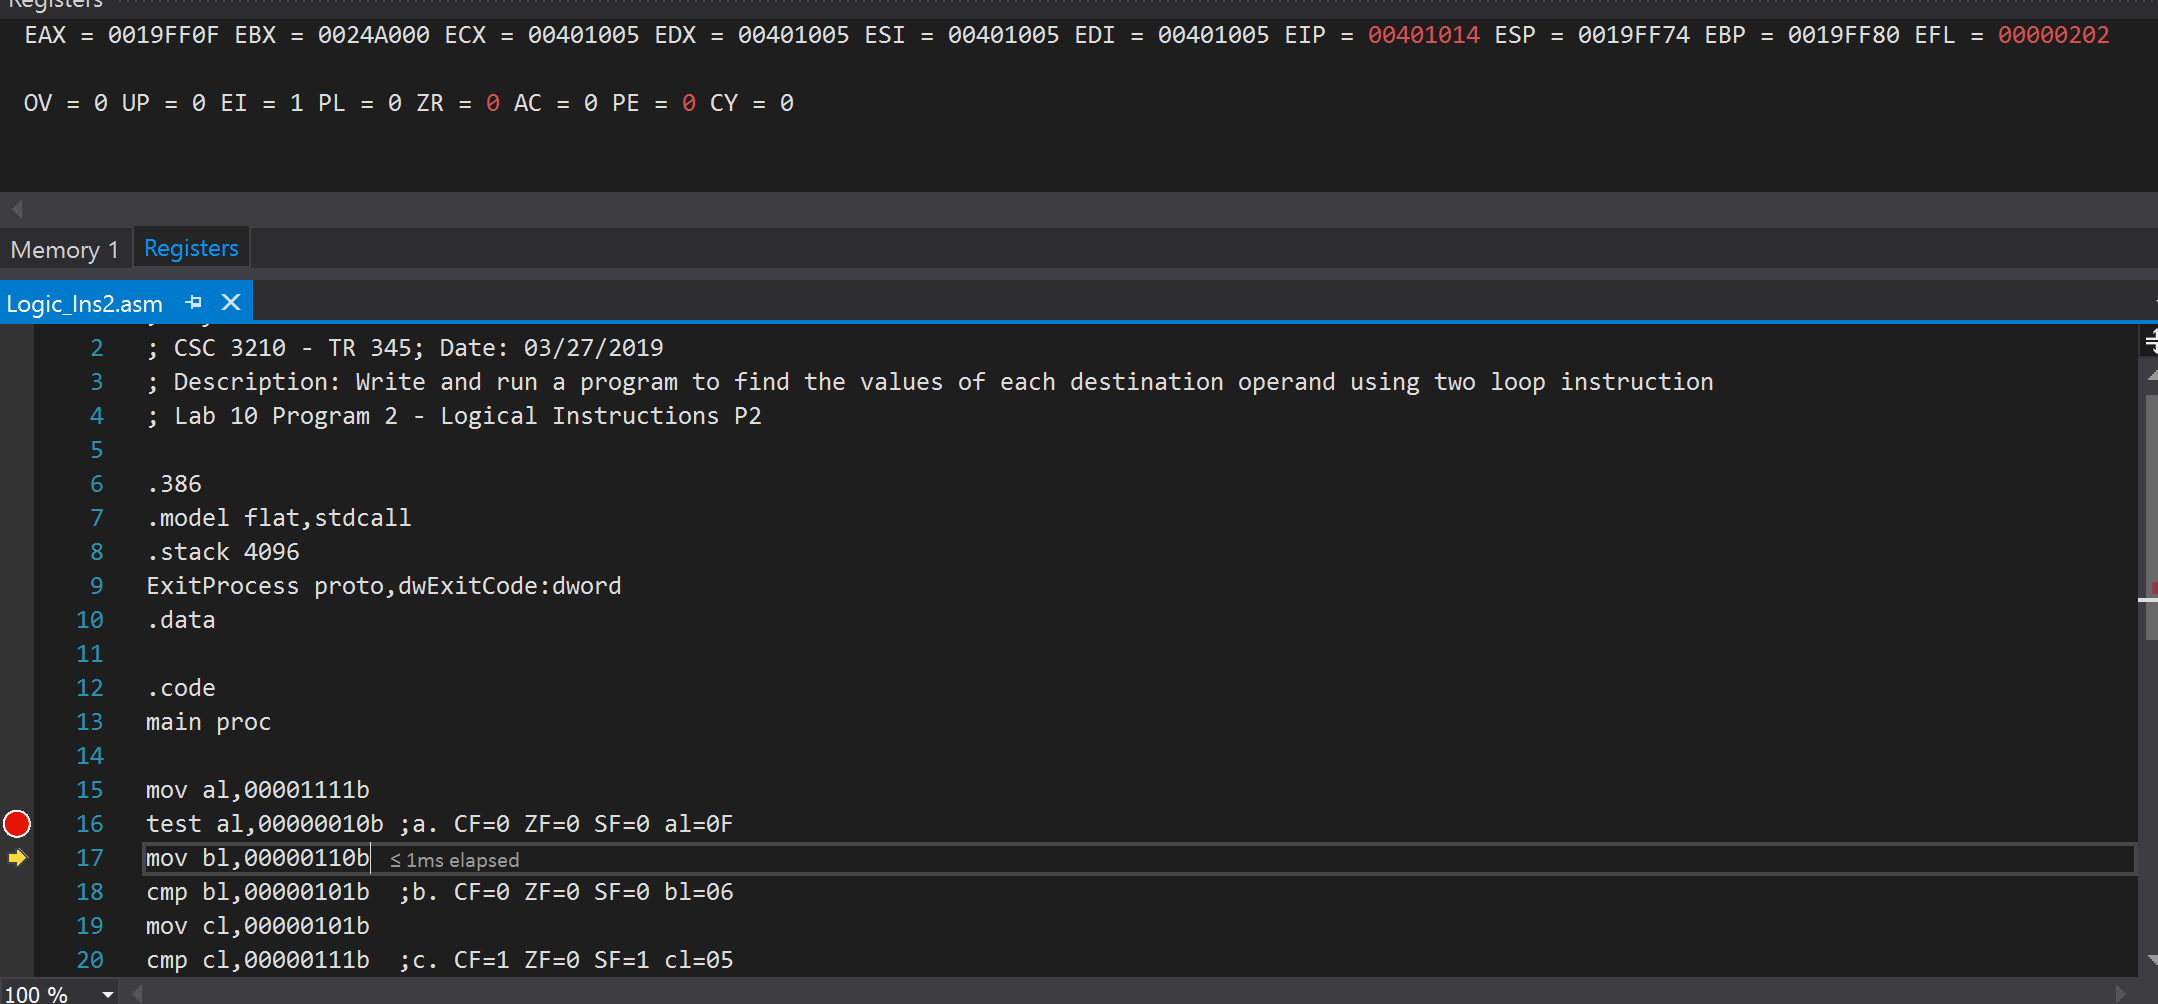 Registers
EAX = 0019FF0F EBX = 0024A000 ECX = 00401005 EDX = 00401005 ESI = 00401005 EDI = 00401005 EIP = 00401014 ESP = 0019FF74 EBP = 0019FF80 EFL = 00000202
OV = 0 UP = 0 EI = 1 PL = 0 ZR = 0 AC = 0 PE = 0 CY = 0
Memory 1 Registers
Logic_Ins2.asm
2 ; CSC 3210 - TR 345; Date: 03/27/2019
3 ; Description: Write and run a program to find the values of each destination operand using two loop instruction
4 ; Lab 10 Program 2 - Logical Instructions P2
5
6 .386
7 .model flat,stdcall
8 .stack 4096
9 ExitProcess proto,dwExitCode:dword
10 .data
11
12 .code
13 main proc
14
15 mov al,00001111b
16 test al,00000010b ;a. CF=0 ZF=0 SF=0 al=0F
17 mov bl,00000110b ≤ 1ms elapsed
18 cmp bl,00000101b ;b. CF=0 ZF=0 SF=0 bl=06
19 mov cl,00000101b
20 cmp cl,00000111b ;c. CF=1 ZF=0 SF=1 cl=05
100 %